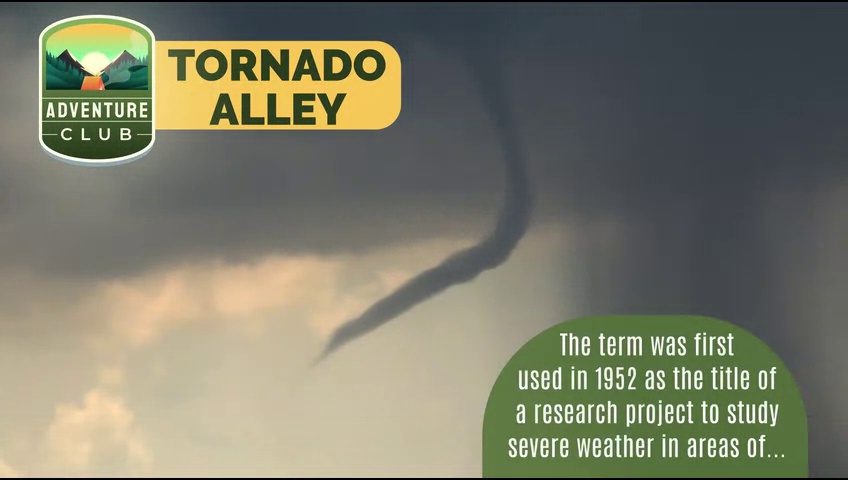 ADVENTURE
CLUB
TORNADO
ALLEY
The term was first
used in 1952 as the title of
a research project to study
severe weather in areas of...